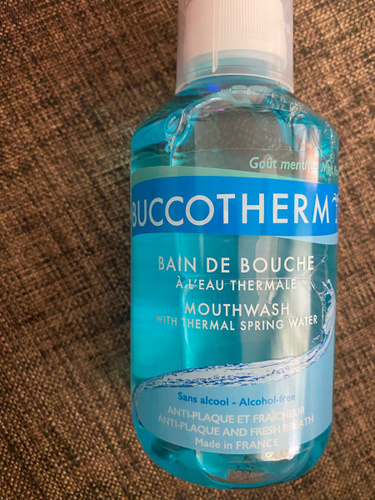 Goût menthe
BUCCOTHERM
BAIN DE BOUCHE
À L'EAU THERMALE
MOUTHWASH
WITH THERMAL SPRING WATER
Sans alcool - Alcohol-free
ANTI-PLAQUE ET FRAÎCHEUR
ANTI-PLAQUE AND FRESH BREATH
Made in FRANCE